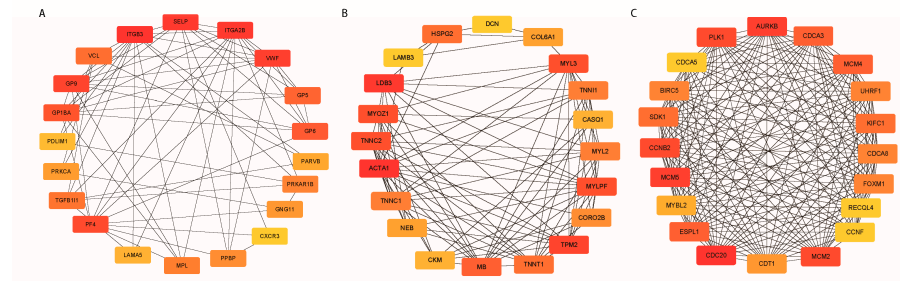 A
B
C
SELP
ITGB3
ITGA2B
VCL
VWF
GP9
GP5
GP1BA
GP6
PDLIM1
PARVB
PRKCA
PRKAR1B
TGFB1I1
GNG11
PF4
CXCR3
LAMA5
PPBP
MPL
DCN
HSPG2
COL6A1
LAMB3
MYL3
LDB3
TNNI1
MYOZ1
CASQ1
TNNC2
MYL2
ACTA1
MYLPF
TNNC1
CORO2B
NEB
TPM2
CKM
MB
TNNT1
AURKB
PLK1
CDCA3
CDCA5
MCM4
BIRC5
UHRF1
SDK1
KIFC1
CCNB2
CDCA8
MCM5
FOXM1
MYBL2
RECQL4
ESPL1
CCNF
CDC20
MCM2
CDT1